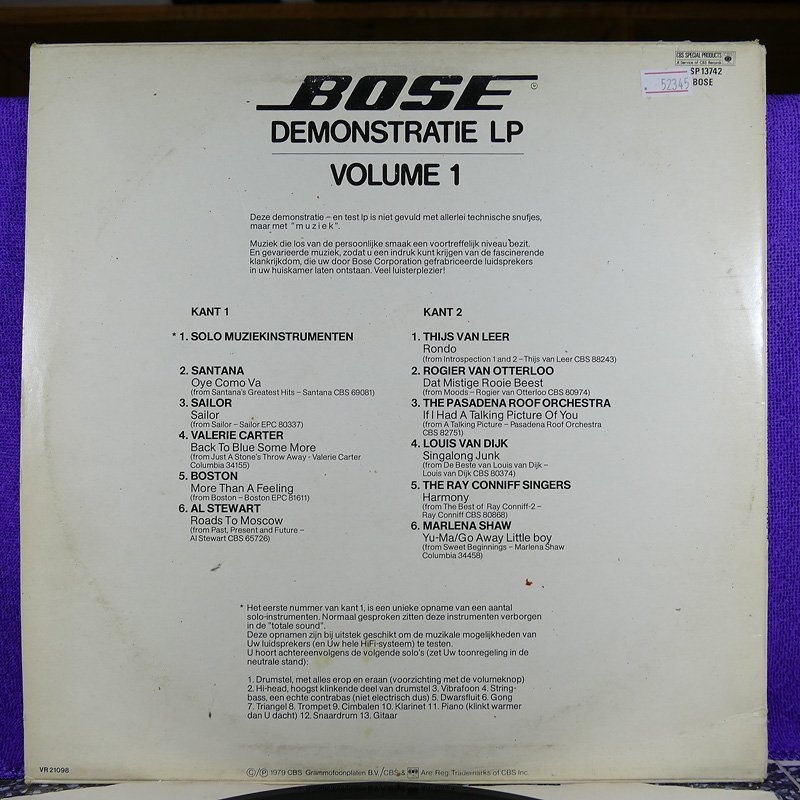 CBS SPECIAL PRODUCTS
A Service of CBS Records
SP 13742
BOSE
52345
BOSE
DEMONSTRATIE LP
VOLUME 1
Deze demonstratie – en test lp is niet gevuld met allerlei technische snufjes,
maar met "muziek".
Muziek die los van de persoonlijke smaak een voortreffelijk niveau bezit.
En gevarieerde muziek, zodat u een indruk kunt krijgen van de fascinerende
klankrijkdom, die uw door Bose Corporation gefabriceerde luidsprekers
in uw huiskamer laten ontstaan. Veel luisterplezier!
KANT 1
* 1. SOLO MUZIEKINSTRUMENTEN
2. SANTANA
Oye Como Va
(from Santana's Greatest Hits – Santana CBS 69081)
3. SAILOR
Sailor
(from Sailor – Sailor EPC 80337)
4. VALERIE CARTER
Back To Blue Some More
(from Just A Stone's Throw Away - Valerie Carter
Columbia 34155)
5. BOSTON
More Than A Feeling
(from Boston – Boston EPC 81611)
6. AL STEWART
Roads To Moscow
(from Past, Present and Future –
Al Stewart CBS 65726)
KANT 2
1. THIJS VAN LEER
Rondo
(from Introspection 1 and 2 – Thijs van Leer CBS 88243)
2. ROGIER VAN OTTERLOO
Dat Mistige Rooie Beest
(from Moods – Rogier van Otterloo CBS 80974)
3. THE PASADENA ROOF ORCHESTRA
If I Had A Talking Picture Of You
(from A Talking Picture – Pasadena Roof Orchestra
CBS 82751)
4. LOUIS VAN DIJK
Singalong Junk
(from De Beste van Louis van Dijk –
Louis van Dijk CBS 80374)
5. THE RAY CONNIFF SINGERS
Harmony
(from The Best of Ray Conniff-2 –
Ray Conniff CBS 80868)
6. MARLENA SHAW
Yu-Ma/Go Away Little boy
(from Sweet Beginnings – Marlena Shaw
Columbia 34458)
* Het eerste nummer van kant 1, is een unieke opname van een aantal
solo-instrumenten. Normaal gesproken zitten deze instrumenten verborgen
in de "totale sound".
Deze opnamen zijn bij uitstek geschikt om de muzikale mogelijkheden van
Uw luidsprekers (en Uw hele HiFi-systeem) te testen.
U hoort achtereenvolgens de volgende solo's (zet Uw toonregeling in de
neutrale stand):
1. Drumstel, met alles erop en eraan (voorzichting met de volumeknop)
2. Hi-head, hoogst klinkende deel van drumstel 3. Vibrafoon 4. String-
bass, een echte contrabas (niet electrisch dus) 5. Dwarsfluit 6. Gong
7. Triangel 8. Trompet 9. Cimbalen 10. Klarinet 11. Piano (klinkt warmer
dan U dacht) 12. Snaardrum 13. Gitaar
VR 21098
©/℗ 1979 CBS Grammofoonplaten B.V./CBS & Are Reg. Trademarks of CBS Inc.